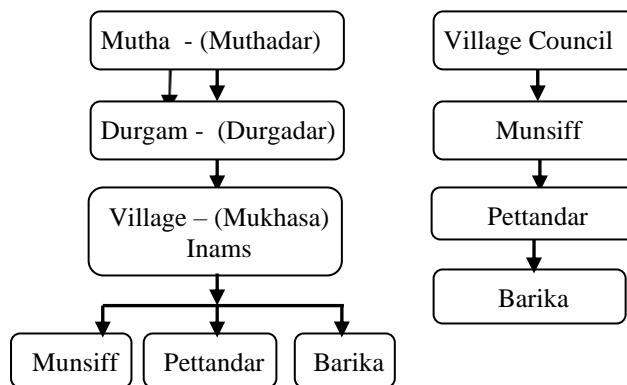 Mutha - (Muthadar)
Durgam - (Durgadar)
Village – (Mukhasa)
Inams
Munsiff
Pettandar
Barika
Village Council
Munsiff
Pettandar
Barika